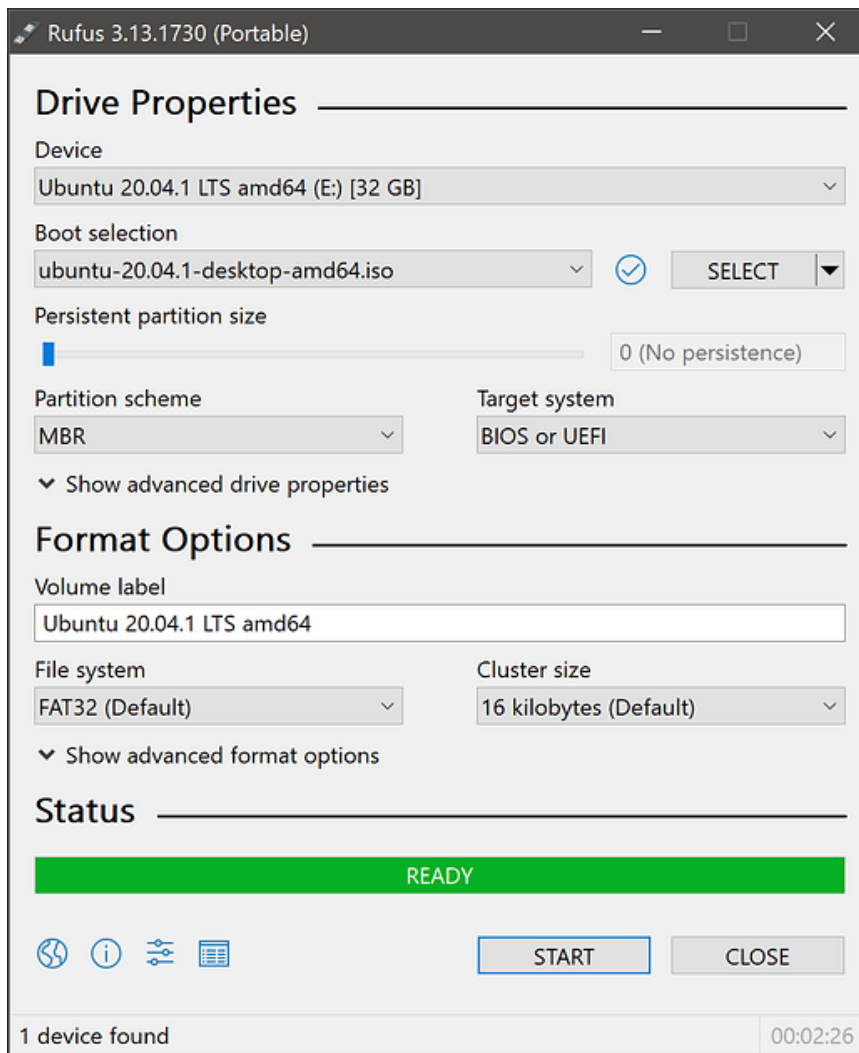 Rufus 3.13.1730 (Portable)
Drive Properties
Device
Ubuntu 20.04.1 LTS amd64 (E:) [32 GB]
Boot selection
ubuntu-20.04.1-desktop-amd64.iso
SELECT
Persistent partition size
0 (No persistence)
Partition scheme
Target system
MBR
BIOS or UEFI
Show advanced drive properties
Format Options
Volume label
Ubuntu 20.04.1 LTS amd64
File system
Cluster size
FAT32 (Default)
16 kilobytes (Default)
Show advanced format options
Status
READY
START
CLOSE
1 device found
00:02:26